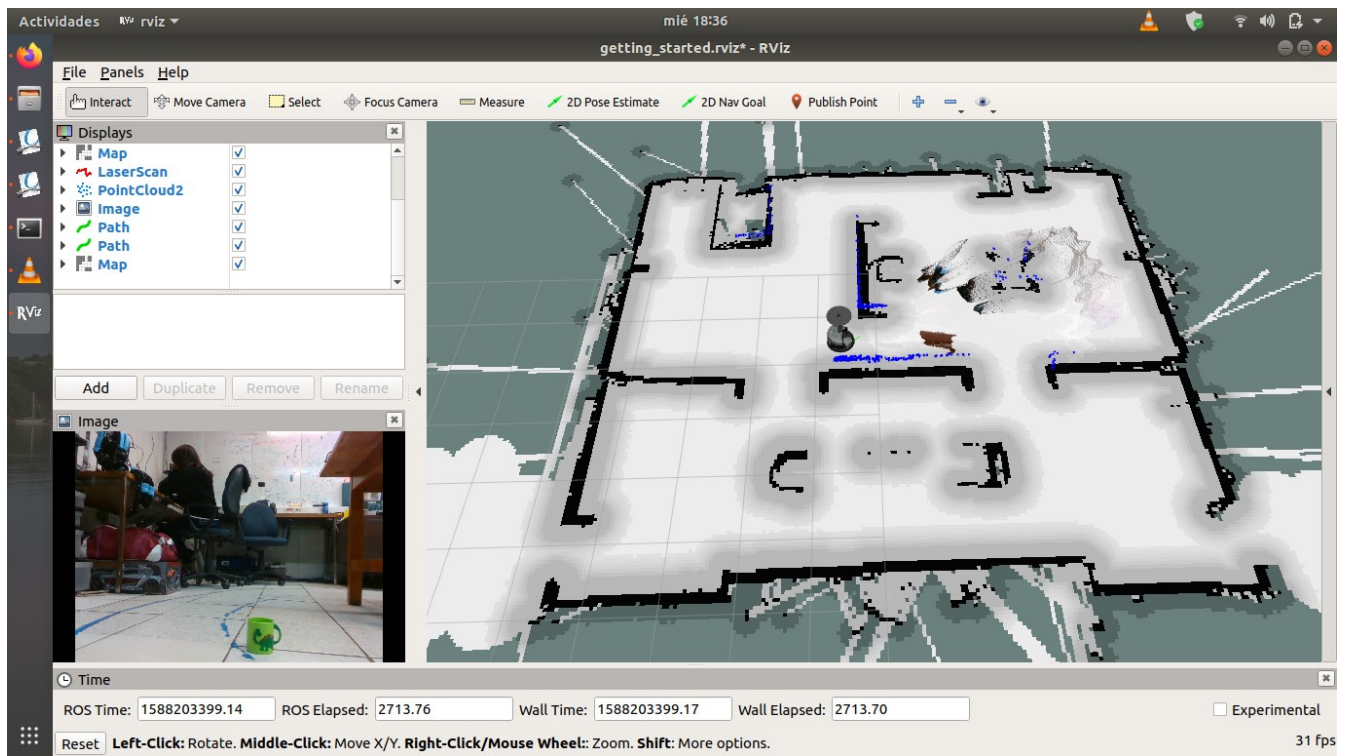 Actividades RViz rviz mié 18:36
getting_started.rviz* - RViz
File Panels Help
Interact Move Camera Select Focus Camera Measure 2D Pose Estimate 2D Nav Goal Publish Point
Displays
Map
LaserScan
PointCloud2
Image
Path
Path
Map
RViz
Add Duplicate Remove Rename
Image
Time
ROS Time: 1588203399.14 ROS Elapsed: 2713.76 Wall Time: 1588203399.17 Wall Elapsed: 2713.70 Experimental
Reset Left-Click: Rotate. Middle-Click: Move X/Y. Right-Click/Mouse Wheel:: Zoom. Shift: More options. 31 fps